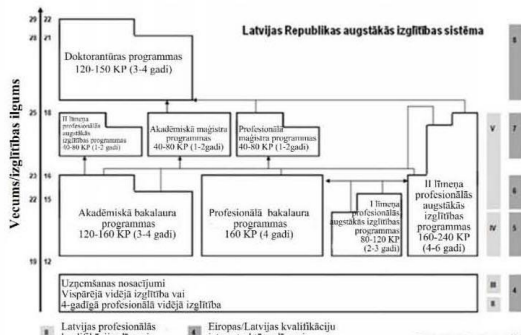 Latvijas Republikas augstākās izglītības sistēma
Vecums/izglītības ilgums
29 22
28 21
Doktorantūras programmas
120-150 KP (3-4 gadi)
8
25 18
II līmeņa
profesionālās
augstākās
izglītības programmas
40-80 KP (1-2 gadi)
Akadēmiskā maģistra
programmas
40-80 KP (1-2gadi)
Profesionālā
maģistra programmas
40-80 KP (1-2gadi)
V
7
23 16
22 15
Akadēmiskā bakalaura
programmas
120-160 KP (3-4 gadi)
Profesionālā bakalaura
programmas
160 KP (4 gadi)
I līmeņa
profesionālās
augstākās izglītības
programmas
80-120 KP
(2-3 gadi)
II līmeņa
profesionālās
augstākās
izglītības
programmas
160-240 KP
(4-6 gadi)
6
IV
5
19 12
Uzņemšanas nosacījumi
Vispārējā vidējā izglītība vai
4-gadīgā profesionālā vidējā izglītība
III
II
4
II Latvijas profesionālās
4 Eiropas/Latvijas kvalifikāciju